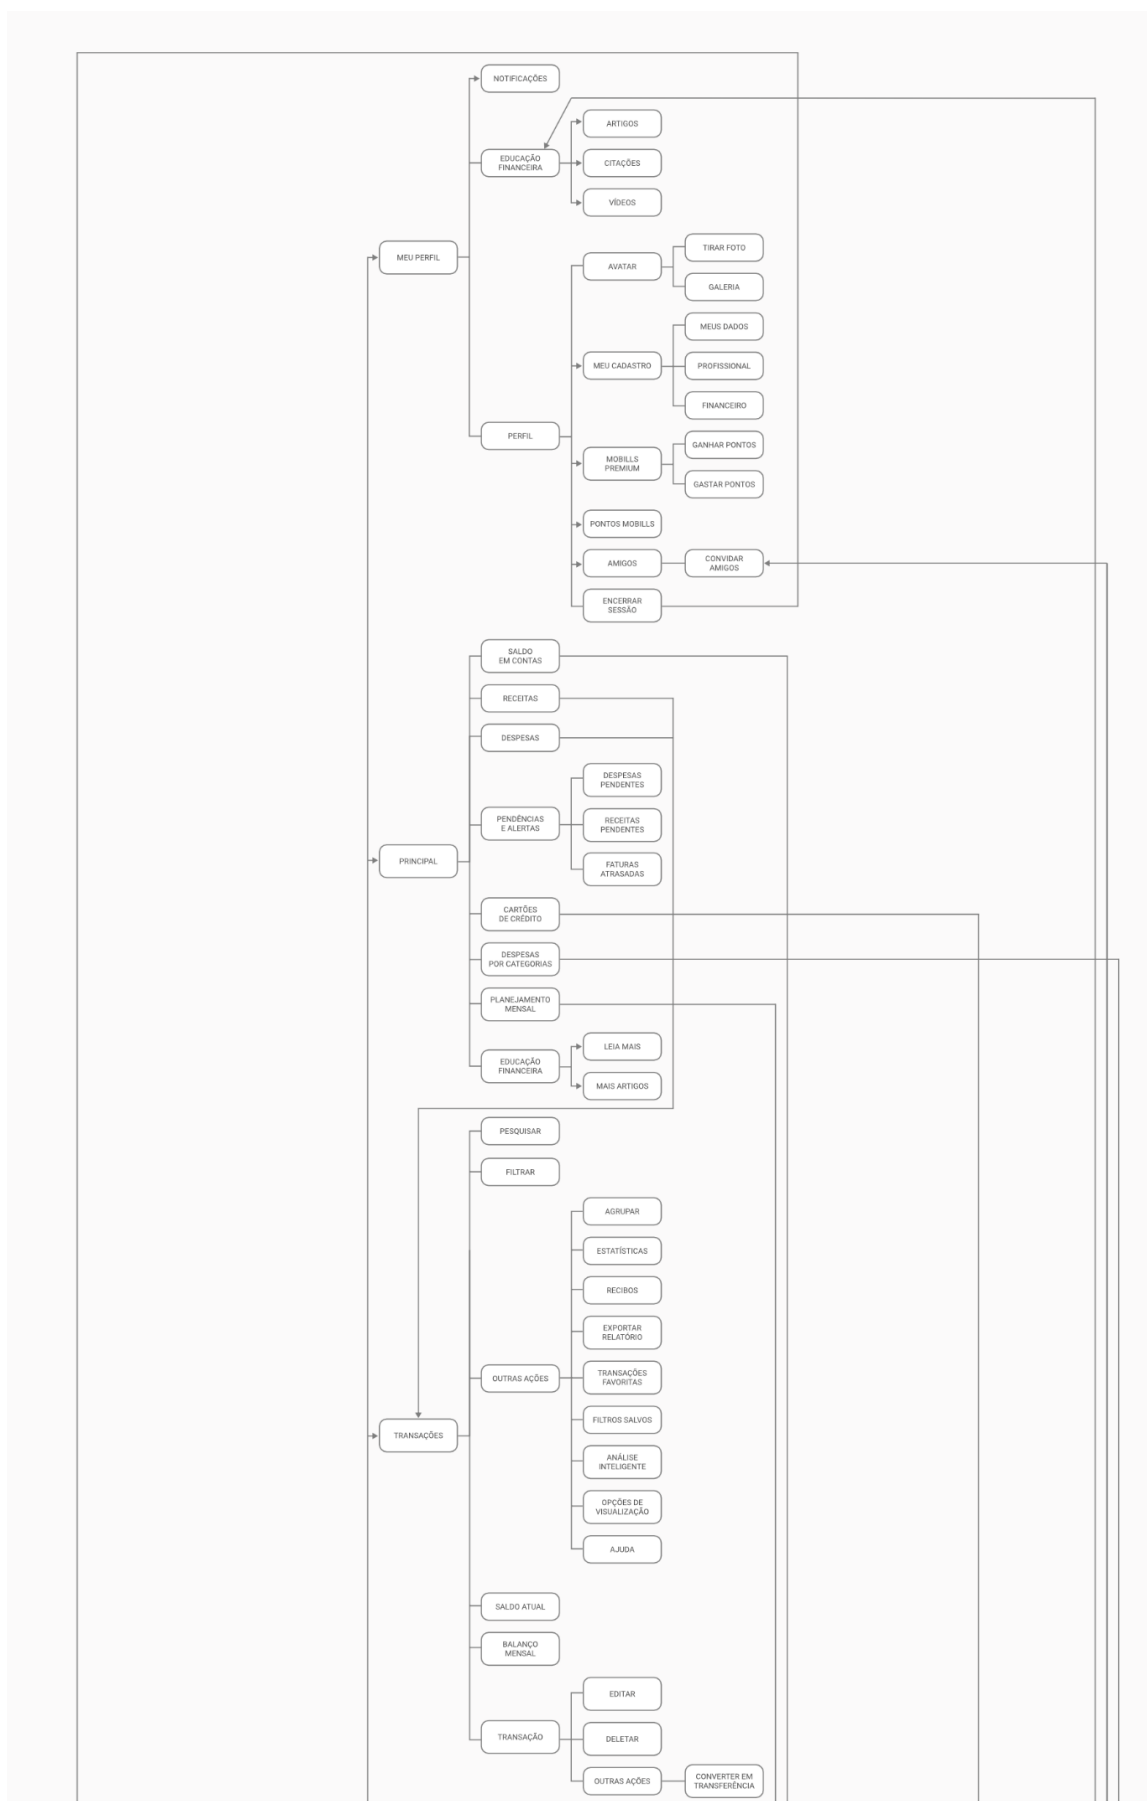 NOTIFICAÇÕES
EDUCAÇÃO
FINANCEIRA
ARTIGOS
CITAÇÕES
VÍDEOS
MEU PERFIL
AVATAR
TIRAR FOTO
GALERIA
MEU CADASTRO
MEUS DADOS
PROFISSIONAL
FINANCEIRO
PERFIL
MOBILLS
PREMIUM
GANHAR PONTOS
GASTAR PONTOS
PONTOS MOBILLS
AMIGOS
CONVIDAR
AMIGOS
ENCERRAR
SESSÃO
SALDO
EM CONTAS
RECEITAS
DESPESAS
PENDÊNCIAS
E ALERTAS
DESPESAS
PENDENTES
RECEITAS
PENDENTES
FATURAS
ATRASADAS
PRINCIPAL
CARTÕES
DE CRÉDITO
DESPESAS
POR CATEGORIAS
PLANEJAMENTO
MENSAL
EDUCAÇÃO
FINANCEIRA
LEIA MAIS
MAIS ARTIGOS
PESQUISAR
FILTRAR
OUTRAS AÇÕES
AGRUPAR
ESTATÍSTICAS
RECIBOS
EXPORTAR
RELATÓRIO
TRANSAÇÕES
FAVORITAS
FILTROS SALVOS
ANÁLISE
INTELIGENTE
OPÇÕES DE
VISUALIZAÇÃO
AJUDA
TRANSAÇÕES
SALDO ATUAL
BALANÇO
MENSAL
TRANSAÇÃO
EDITAR
DELETAR
OUTRAS AÇÕES
CONVERTER EM
TRANSFERÊNCIA